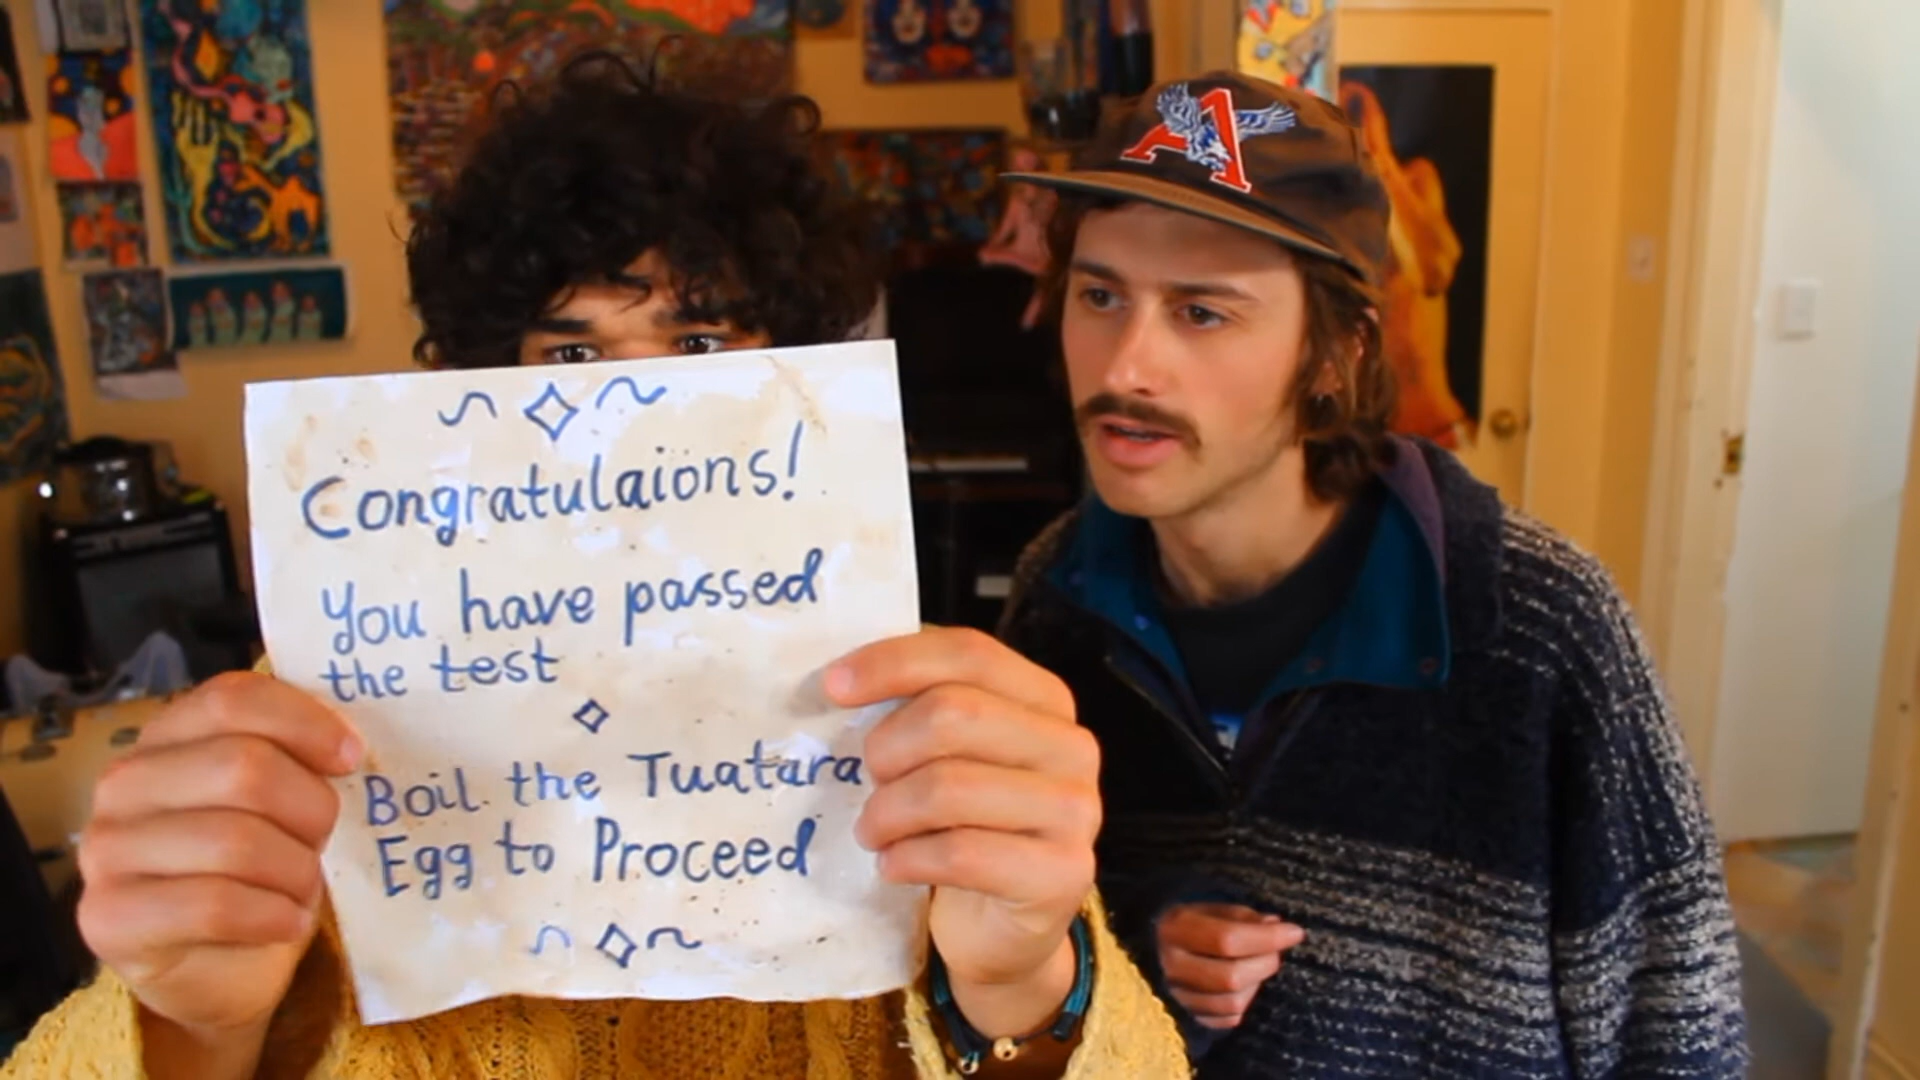 A
Congratulaions!
you have passed
the test
Boil the Tuatara
Egg to Proceed